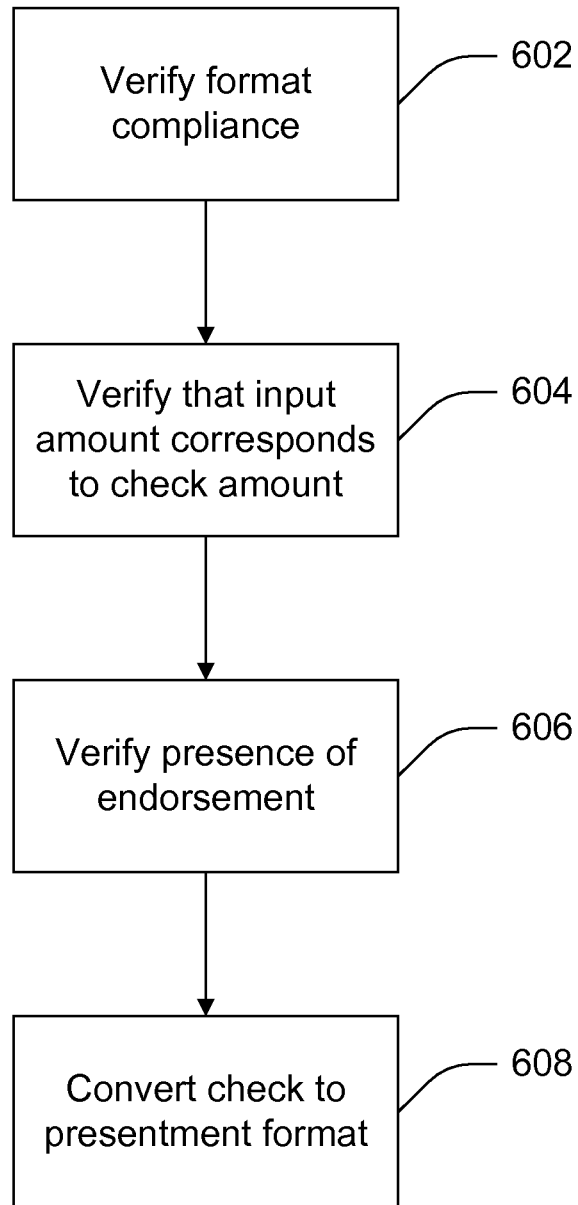 Verify format
compliance
602
Verify that input
amount corresponds
to check amount
604
Verify presence of
endorsement
606
Convert check to
presentment format
608